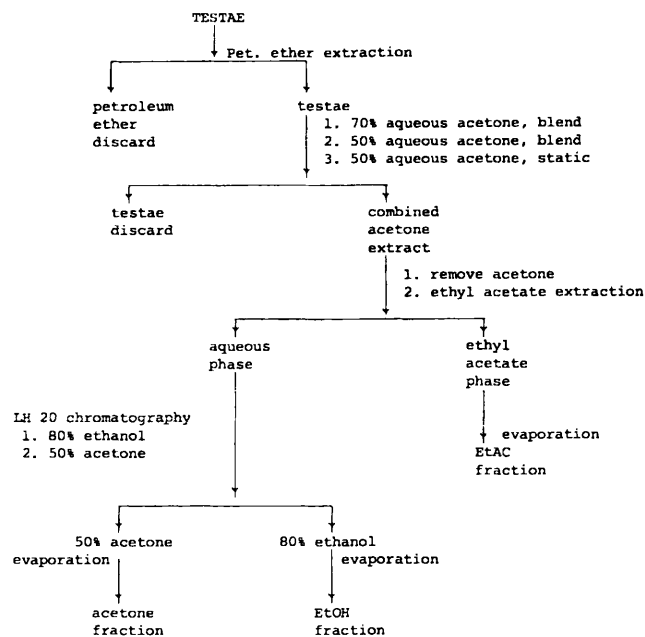 TESTAE
Pet. ether extraction
petroleum
ether
discard
testae
1. 70% aqueous acetone, blend
2. 50% aqueous acetone, blend
3. 50% aqueous acetone, static
testae
discard
combined
acetone
extract
1. remove acetone
2. ethyl acetate extraction
aqueous
phase
ethyl
acetate
phase
LH 20 chromatography
1. 80% ethanol
2. 50% acetone
evaporation
EtAC
fraction
50% acetone
evaporation
80% ethanol
evaporation
acetone
fraction
EtOH
fraction